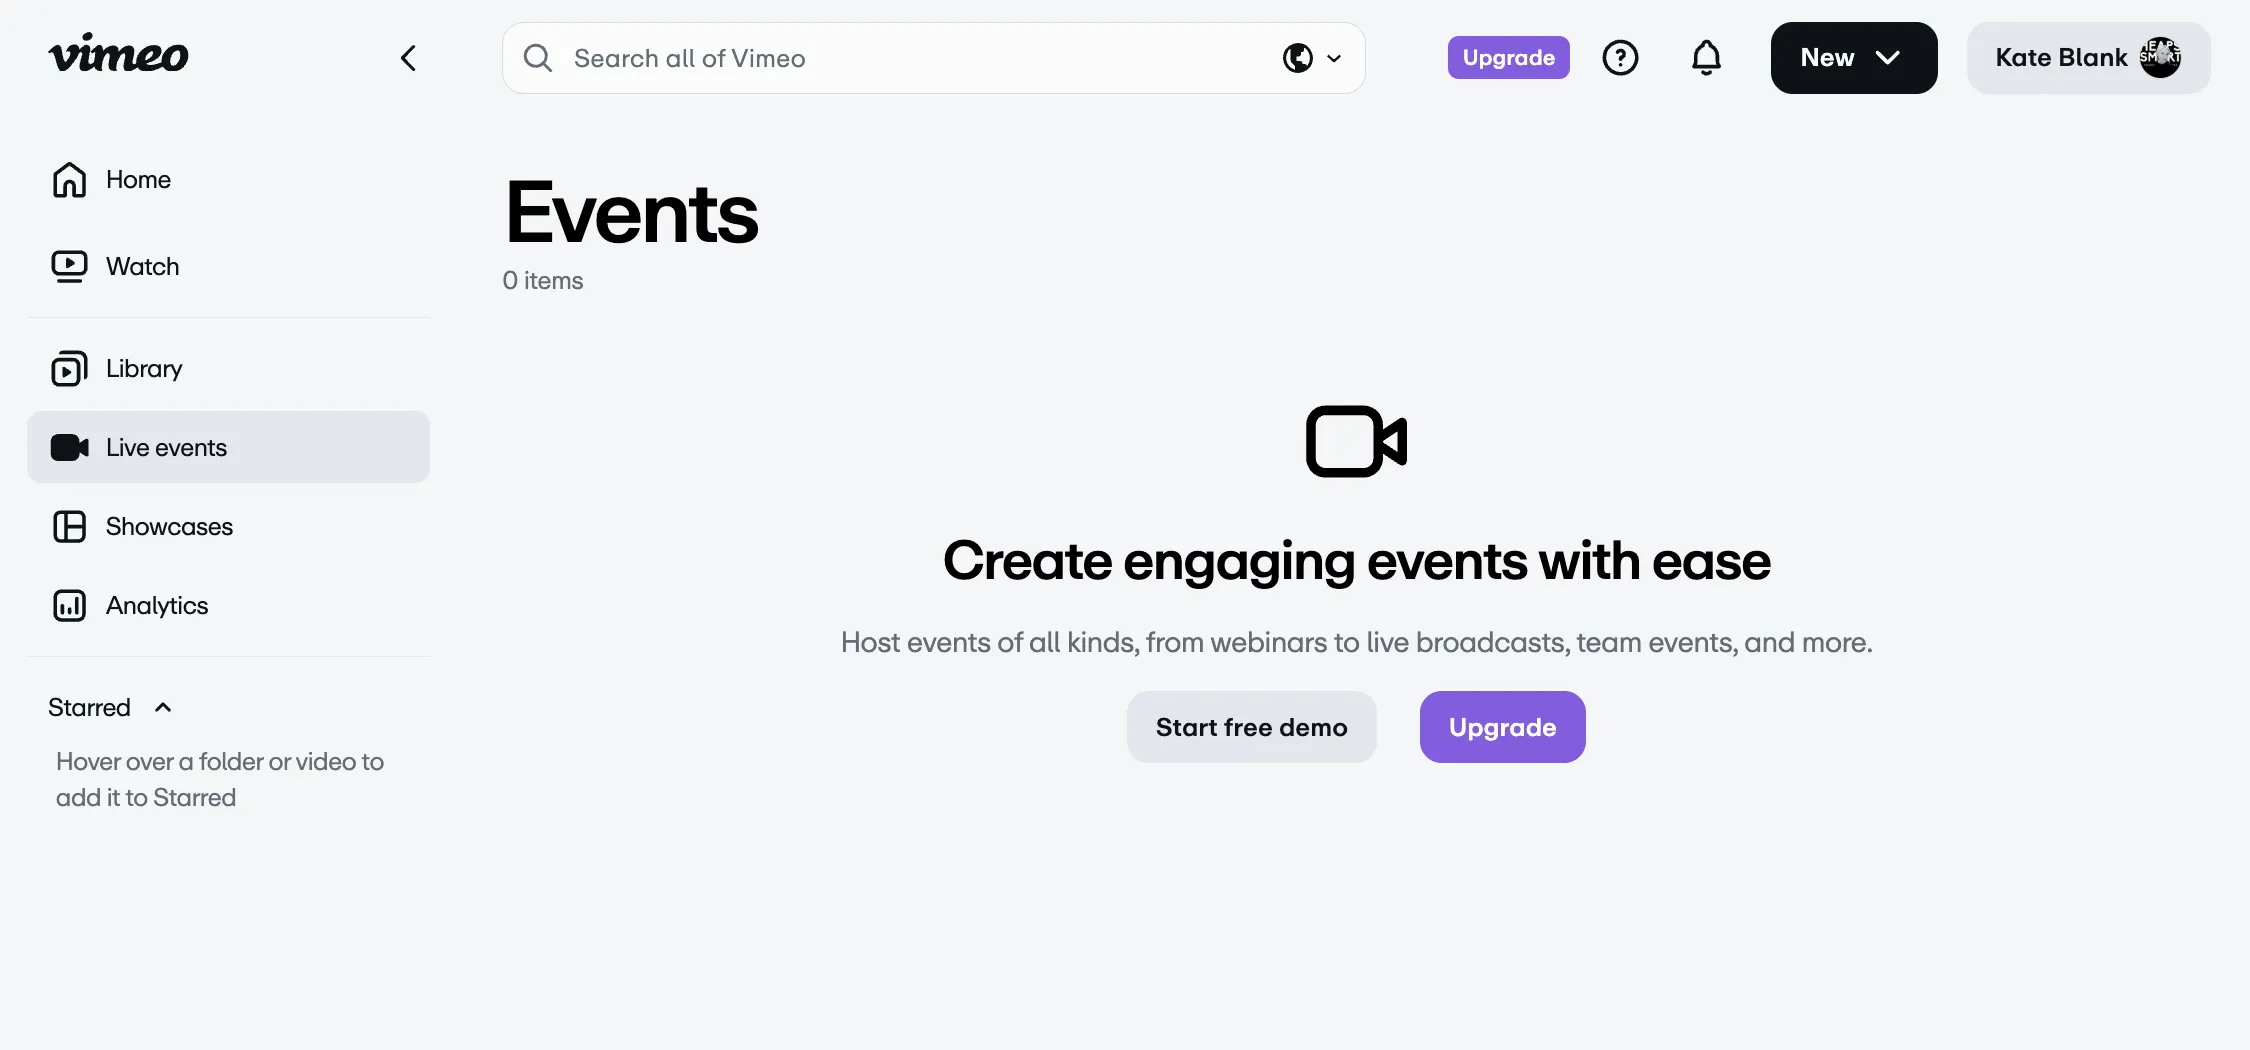 vimeo
Search all of Vimeo
Upgrade
New
Kate Blank
Home
Watch
Library
Live events
Showcases
Analytics
Starred
Hover over a folder or video to
add it to Starred
Events
0 items
Create engaging events with ease
Host events of all kinds, from webinars to live broadcasts, team events, and more.
Start free demo
Upgrade